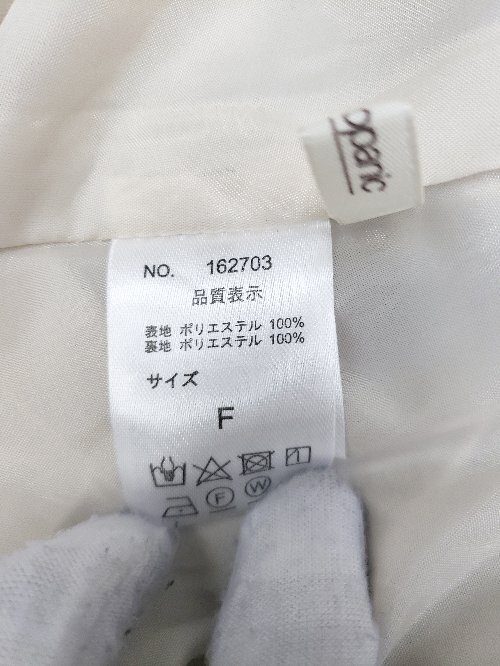 panic
NO. 162703
品質表示
表地 ポリエステル 100%
裏地 ポリエステル 100%
サイズ
F
F W